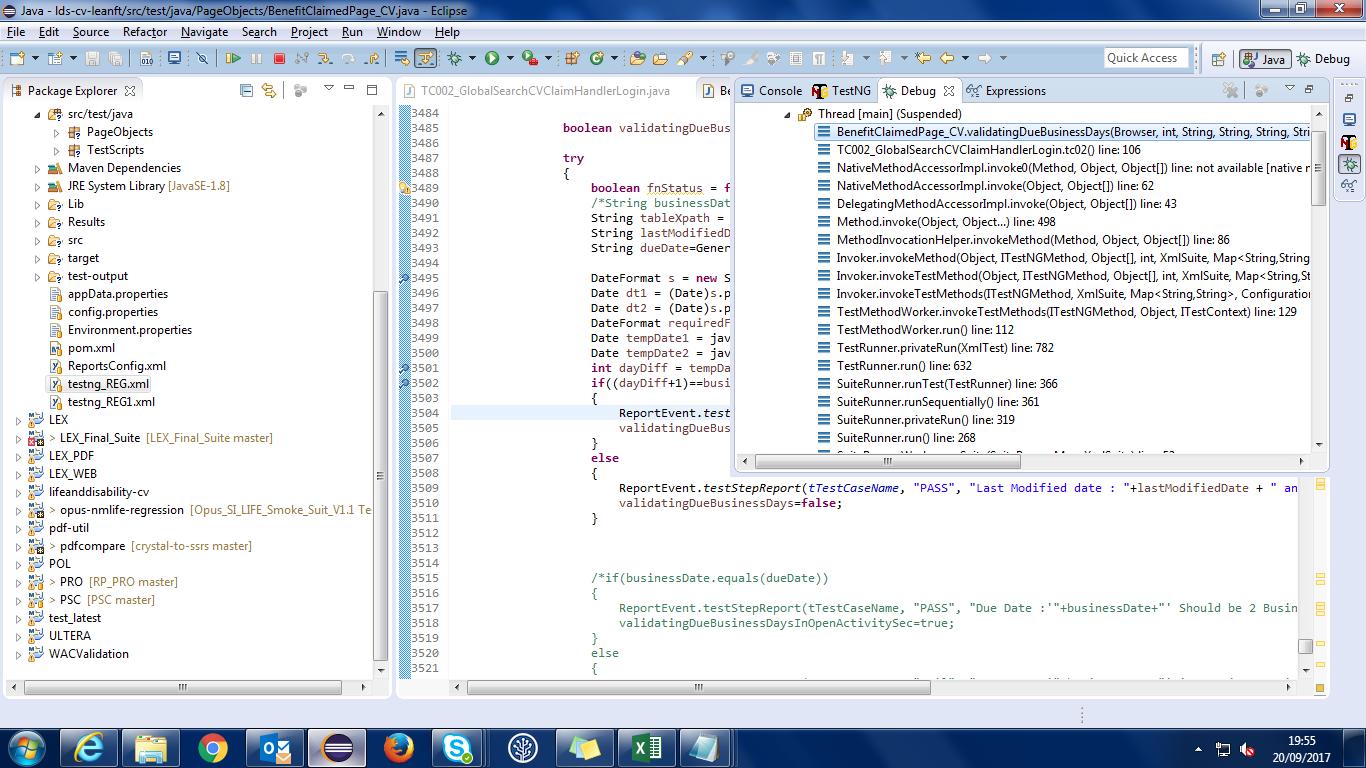 Java - lds-cv-leanft/src/test/java/PageObjects/BenefitClaimedPage_CV.java - Eclipse
File Edit Source Refactor Navigate Search Project Run Window Help
Quick Access Java Debug
Package Explorer
src/test/java
PageObjects
TestScripts
Maven Dependencies
JRE System Library [JavaSE-1.8]
Lib
Results
src
target
test-output
appData.properties
config.properties
Environment.properties
pom.xml
ReportsConfig.xml
testng_REG.xml
testng_REG1.xml
LEX
> LEX_Final_Suite [LEX_Final_Suite master]
LEX_PDF
LEX_WEB
lifeanddisability-cv
> opus-nmlife-regression [Opus_SI_LIFE_Smoke_Suit_V1.1 Te
pdf-util
> pdfcompare [crystal-to-ssrs master]
POL
> PRO [RP_PRO master]
> PSC [PSC master]
test_latest
ULTERA
WACValidation
TC002_GlobalSearchCVClaimHandlerLogin.java
Be
3484
3485 boolean validatingDueBus
3486
3487 try
3488 {
3489 boolean fnStatus = f
3490 /*String businessDat
3491 String tableXpath =
3492 String lastModifiedD
3493 String dueDate=Gener
3494
3495 DateFormat s = new S
3496 Date dt1 = (Date)s.p
3497 Date dt2 = (Date)s.p
3498 DateFormat requiredF
3499 Date tempDate1 = jav
3500 Date tempDate2 = jav
3501 int dayDiff = tempDa
3502 if((dayDiff+1)==busi
3503 {
3504 ReportEvent.test
3505 validatingDueBus
3506 }
3507 else
3508 {
3509 ReportEvent.testStepReport(tTestCaseName, "PASS", "Last Modified date : "+lastModifiedDate + " an
3510 validatingDueBusinessDays=false;
3511 }
3512
3513
3514
3515 /*if(businessDate.equals(dueDate))
3516 {
3517 ReportEvent.testStepReport(tTestCaseName, "PASS", "Due Date :'"+businessDate+"' Should be 2 Busin
3518 validatingDueBusinessDaysInOpenActivitySec=true;
3519 }
3520 else
3521 {
Console TestNG Debug Expressions
Thread [main] (Suspended)
BenefitClaimedPage_CV.validatingDueBusinessDays(Browser, int, String, String, String, Stri
TC002_GlobalSearchCVClaimHandlerLogin.tc02() line: 106
NativeMethodAccessorImpl.invoke0(Method, Object, Object[]) line: not available [native n
NativeMethodAccessorImpl.invoke(Object, Object[]) line: 62
DelegatingMethodAccessorImpl.invoke(Object, Object[]) line: 43
Method.invoke(Object, Object...) line: 498
MethodInvocationHelper.invokeMethod(Method, Object, Object[]) line: 86
Invoker.invokeMethod(Object, ITestNGMethod, Object[], int, XmlSuite, Map<String,String
Invoker.invokeTestMethod(Object, ITestNGMethod, Object[], int, XmlSuite, Map<String,St
Invoker.invokeTestMethods(ITestNGMethod, XmlSuite, Map<String,String>, Configuration
TestMethodWorker.invokeTestMethods(ITestNGMethod, Object, ITestContext) line: 129
TestMethodWorker.run() line: 112
TestRunner.privateRun(XmlTest) line: 782
TestRunner.run() line: 632
SuiteRunner.runTest(TestRunner) line: 366
SuiteRunner.runSequentially() line: 361
SuiteRunner.privateRun() line: 319
SuiteRunner.run() line: 268
19:55
20/09/2017